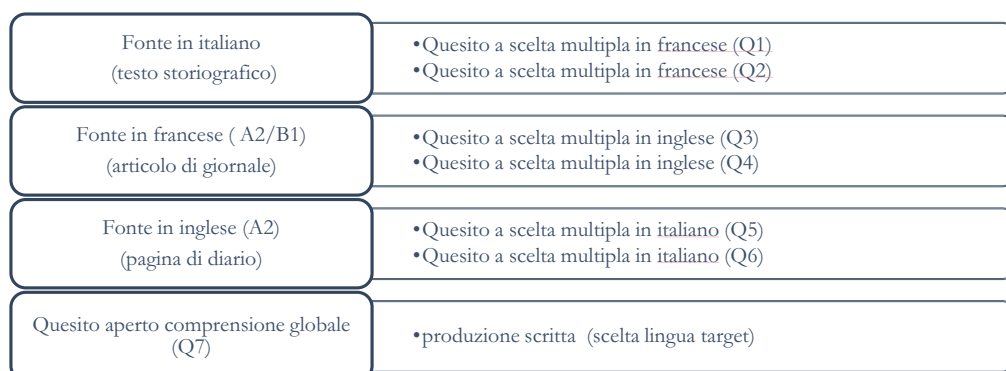 Fonte in italiano
(testo storiografico)
•Quesito a scelta multipla in francese (Q1)
•Quesito a scelta multipla in francese (Q2)
Fonte in francese ( A2/B1)
(articolo di giornale)
•Quesito a scelta multipla in inglese (Q3)
•Quesito a scelta multipla in inglese (Q4)
Fonte in inglese (A2)
(pagina di diario)
•Quesito a scelta multipla in italiano (Q5)
•Quesito a scelta multipla in italiano (Q6)
Quesito aperto comprensione globale
(Q7)
•produzione scritta  (scelta lingua target)